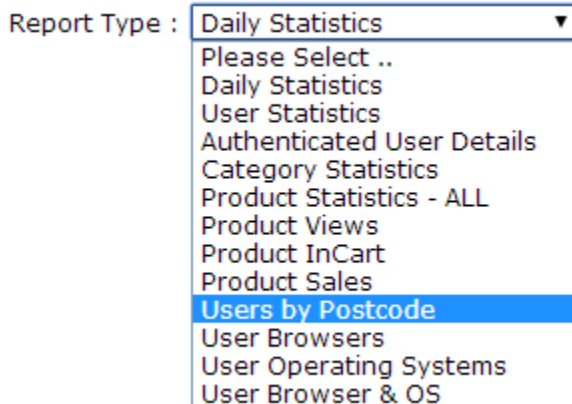 Report Type : Daily Statistics
Please Select ..
Daily Statistics
User Statistics
Authenticated User Details
Category Statistics
Product Statistics - ALL
Product Views
Product InCart
Product Sales
Users by Postcode
User Browsers
User Operating Systems
User Browser & OS